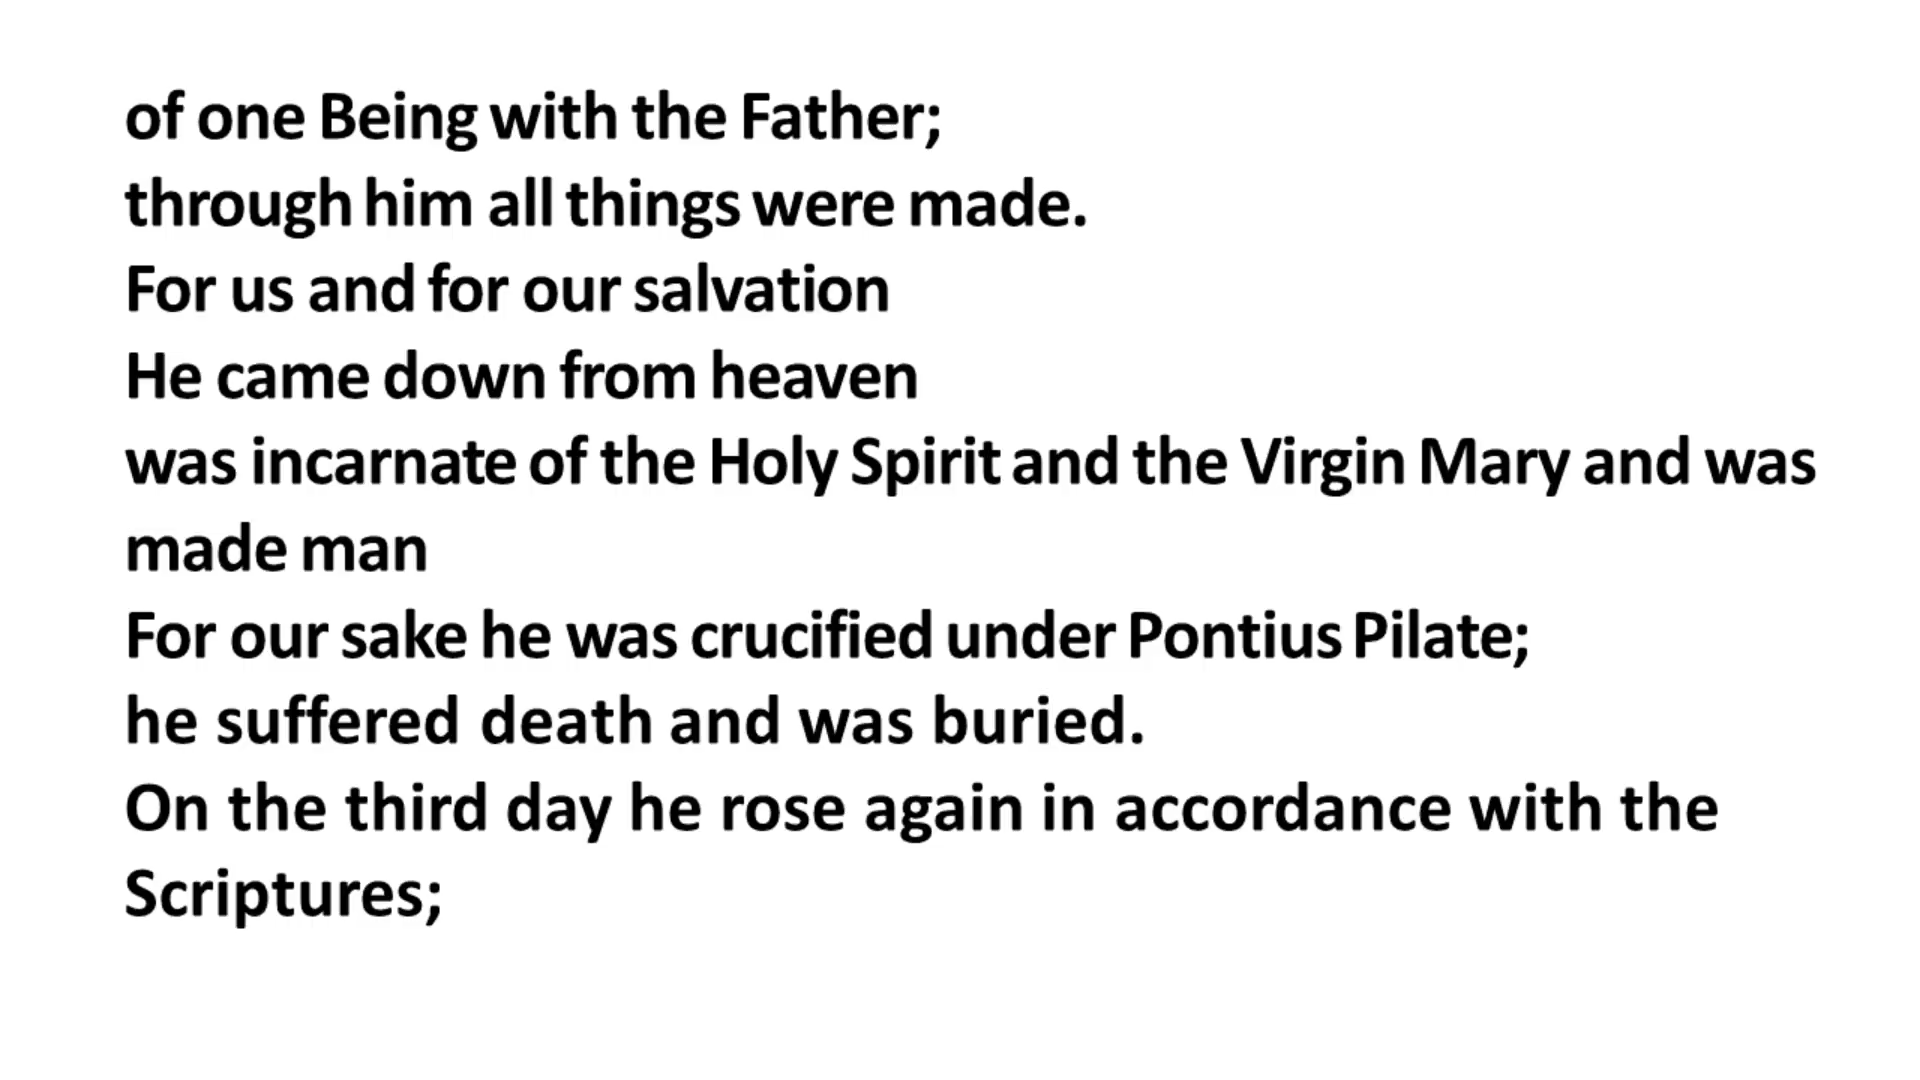 of one Being with the Father;
through him all things were made.
For us and for our salvation
He came down from heaven
was incarnate of the Holy Spirit and the Virgin Mary and was
made man
For our sake he was crucified under Pontius Pilate;
he suffered death and was buried.
On the third day he rose again in accordance with the
Scriptures;